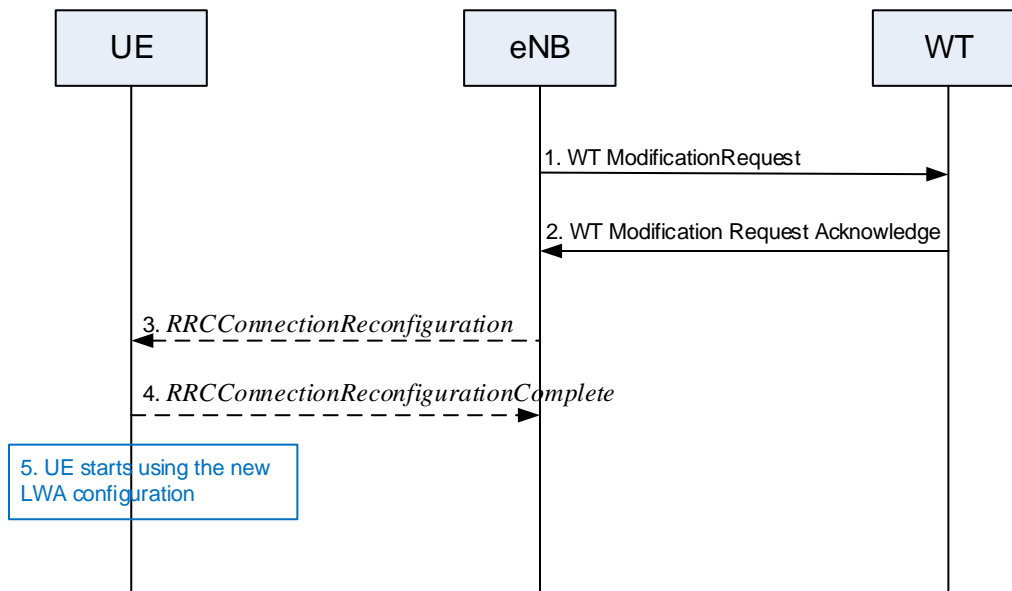 UE
eNB
WT
1. WT ModificationRequest
2. WT Modification Request Acknowledge
3. RRCConnectionReconfiguration
4. RRCConnectionReconfigurationComplete
5. UE starts using the new
LWA configuration